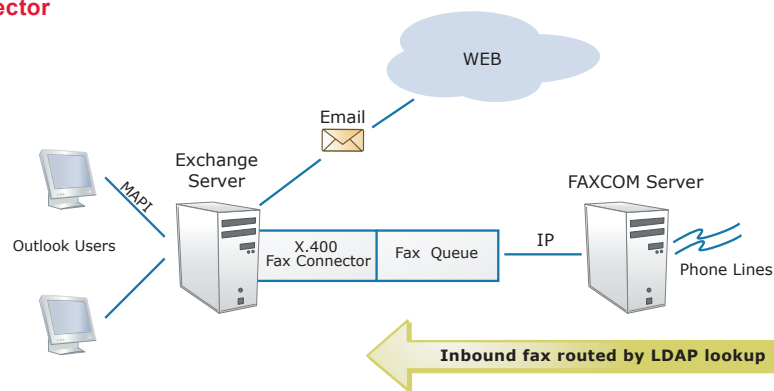 WEB
Email
Exchange
Server
FAXCOM Server
MAPI
Outlook Users
X.400
Fax Connector
Fax Queue
IP
Phone Lines
Inbound fax routed by LDAP lookup